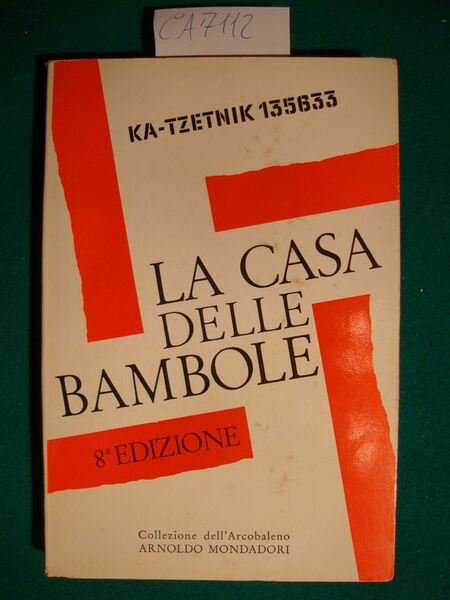 CA7112
KA-TZETNIK 135633
LA CASA
DELLE
BAMBOLE
8ª EDIZIONE
Collezione dell'Arcobaleno
ARNOLDO MONDADORI